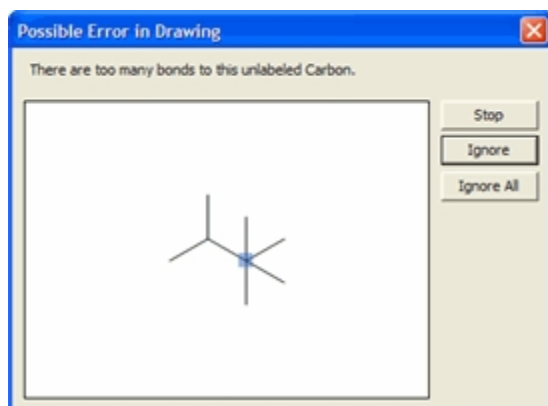 Possible Error in Drawing
There are too many bonds to this unlabeled Carbon.
Stop
Ignore
Ignore All